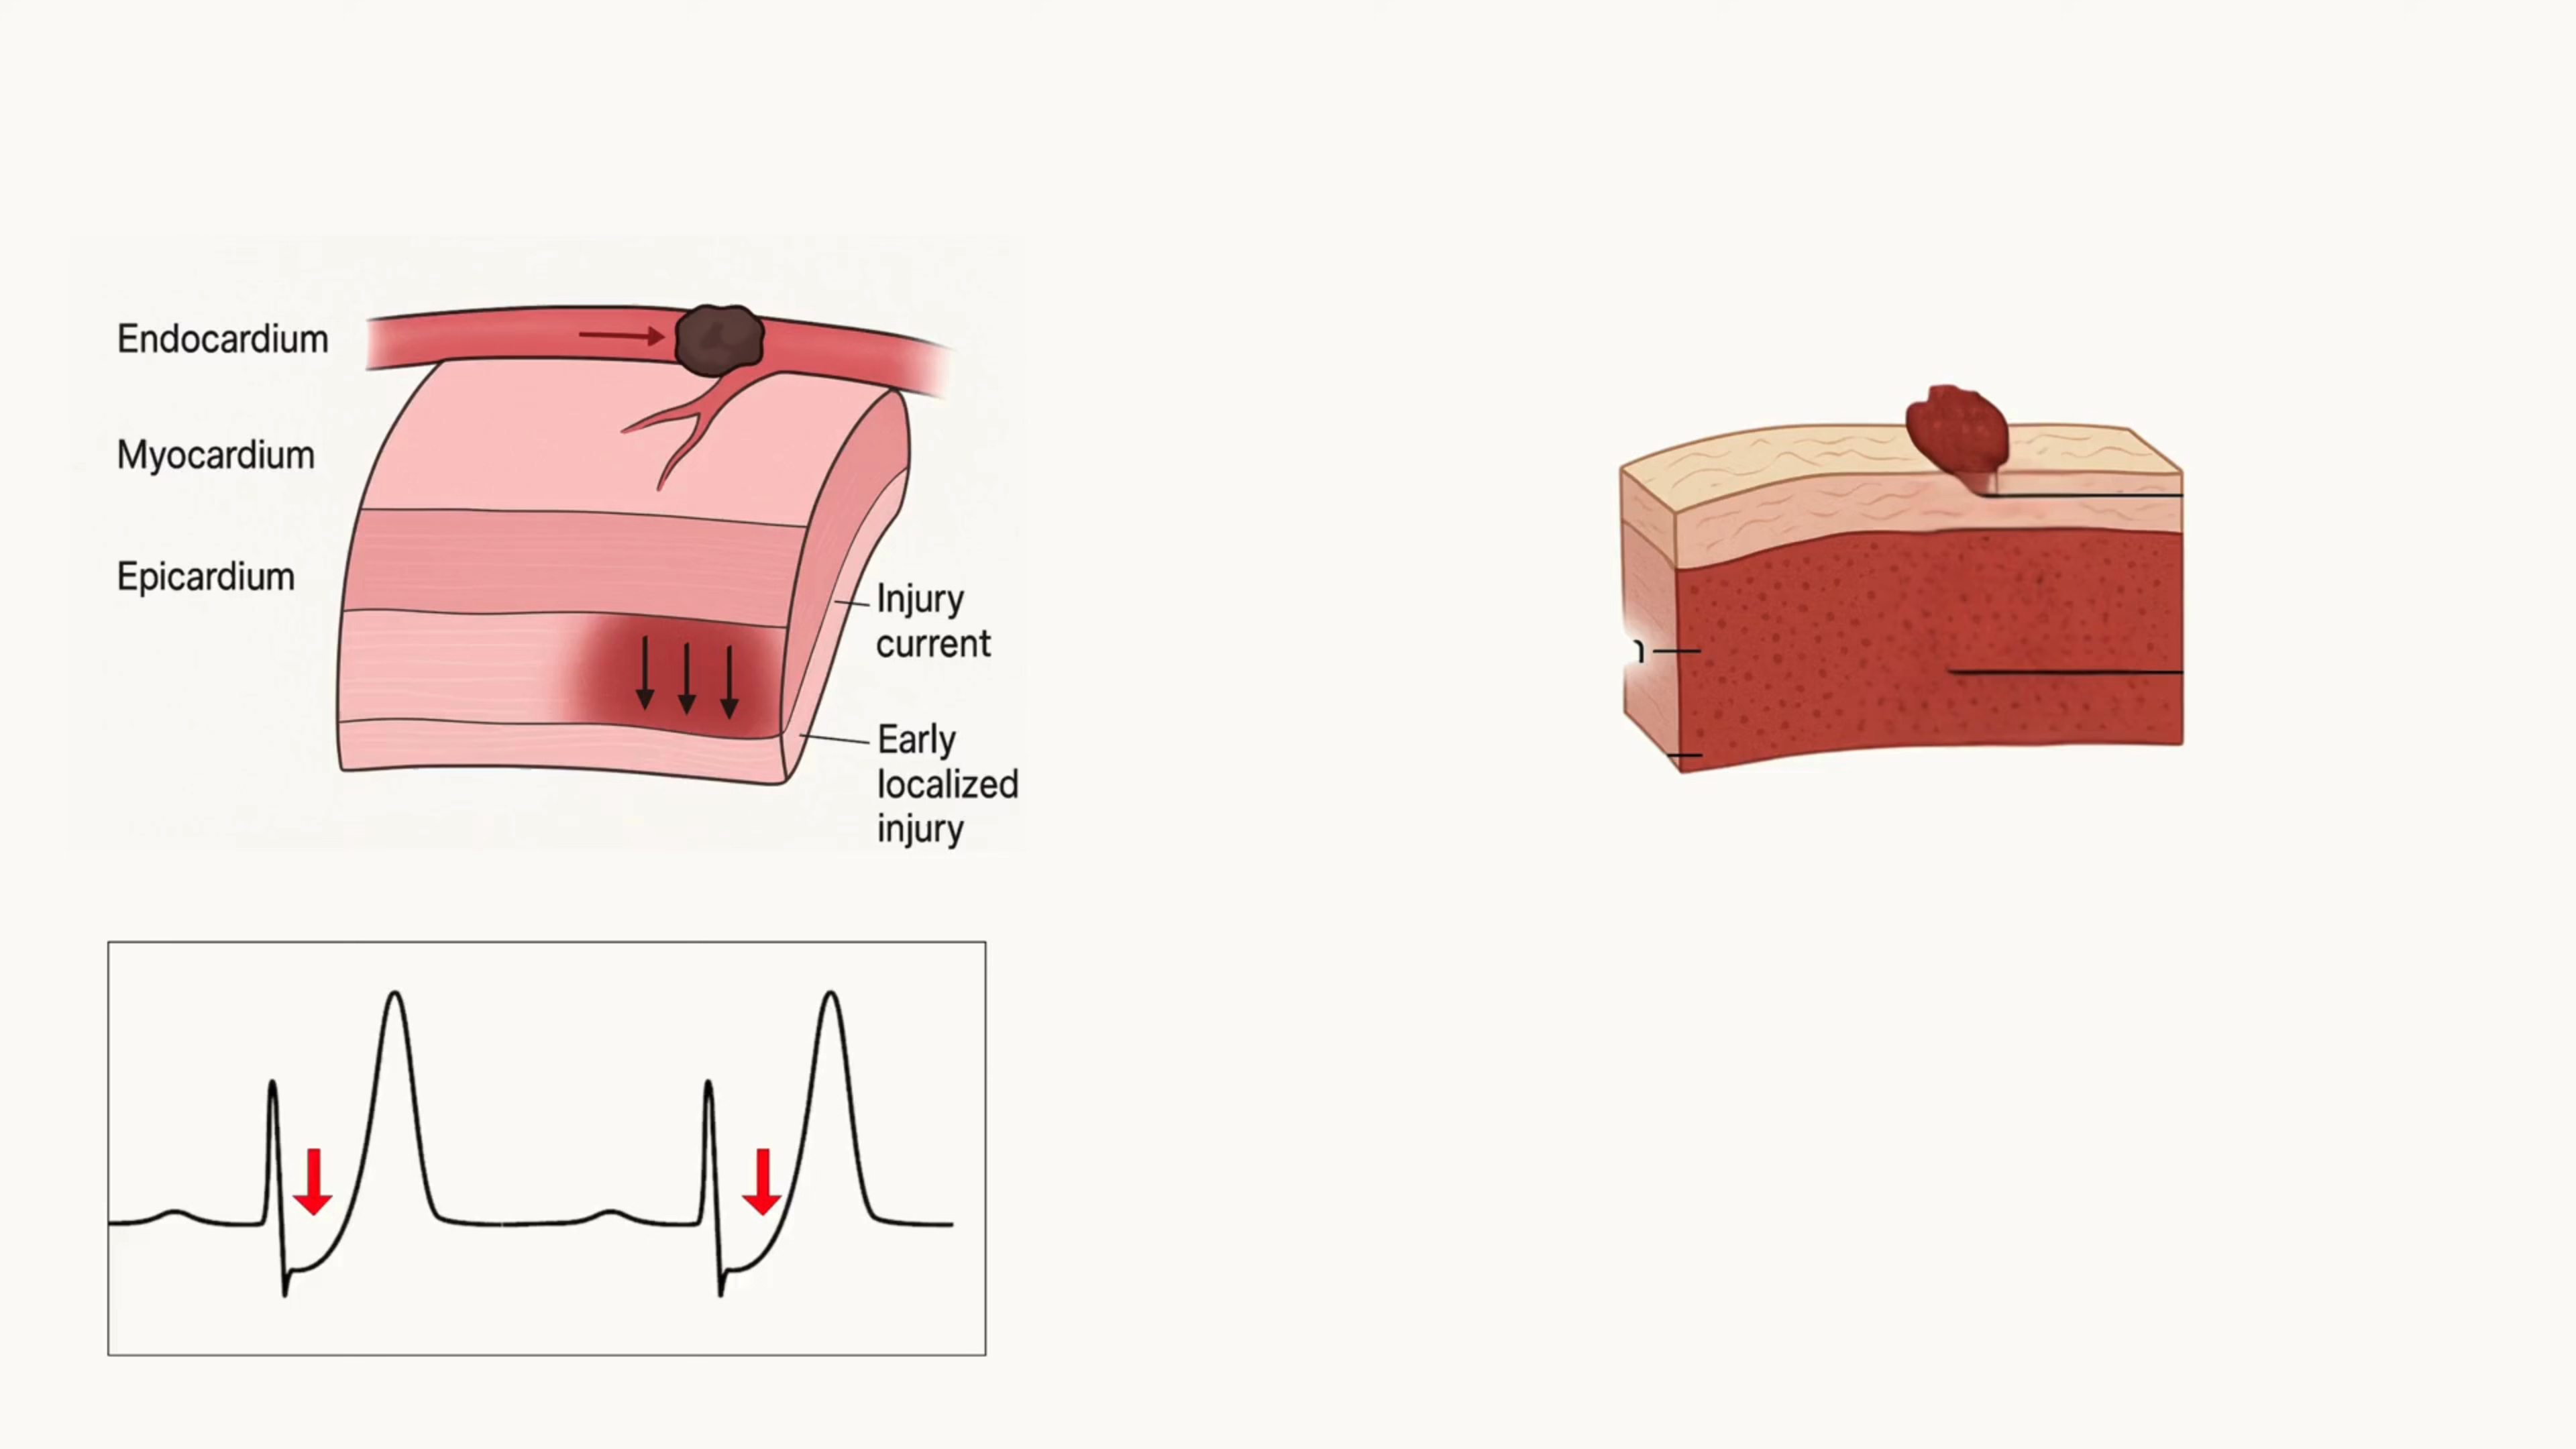 Endocardium
Myocardium
Epicardium
Injury
current
Early
localized
injury